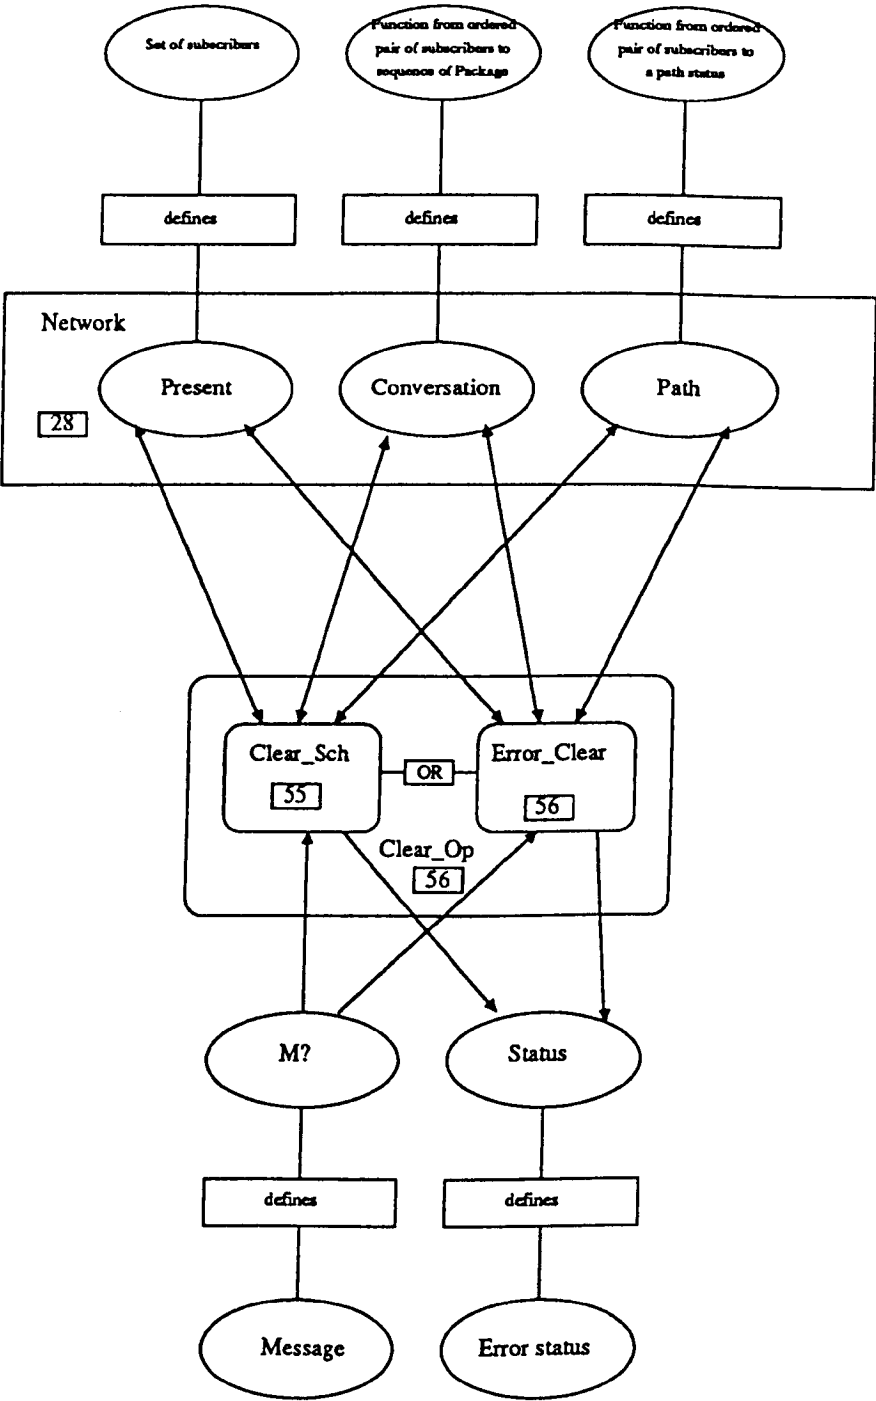 Set of subscribers
Function from ordered
pair of subscribers to
sequence of Package
Function from ordered
pair of subscribers to
a path status
defines
defines
defines
Network
Present
Conversation
Path
28
Clear_Sch
OR
Error_Clear
55
56
Clear_Op
56
M?
Status
defines
defines
Message
Error status